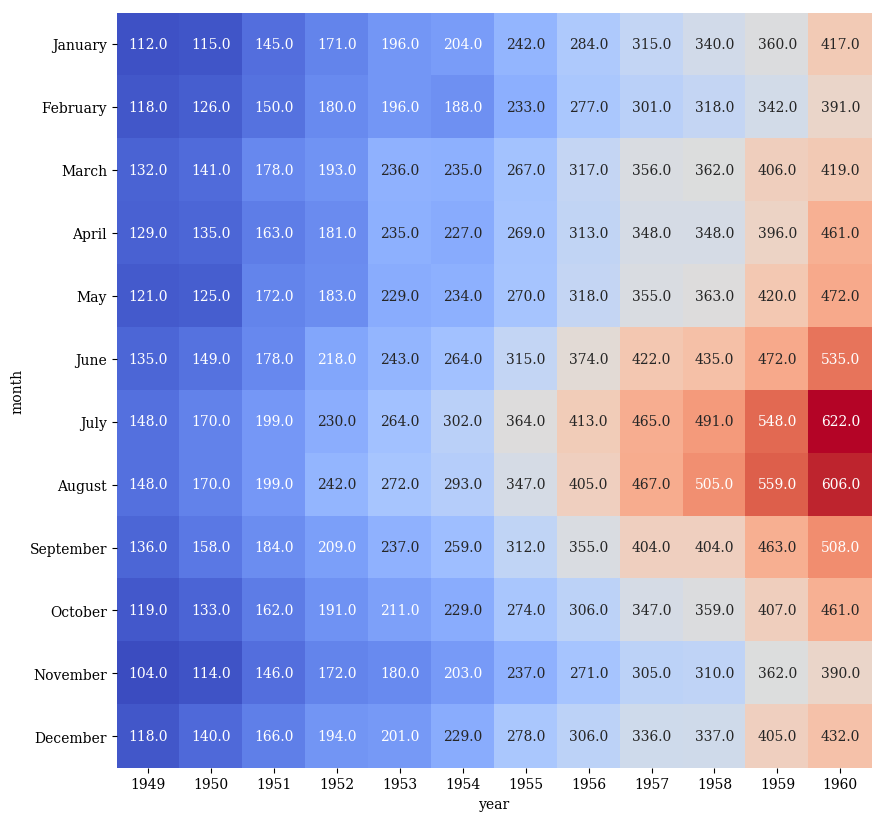 January 112.0 115.0 145.0 171.0 196.0 204.0 242.0 284.0 315.0 340.0 360.0 417.0
February 118.0 126.0 150.0 180.0 196.0 188.0 233.0 277.0 301.0 318.0 342.0 391.0
March 132.0 141.0 178.0 193.0 236.0 235.0 267.0 317.0 356.0 362.0 406.0 419.0
April 129.0 135.0 163.0 181.0 235.0 227.0 269.0 313.0 348.0 348.0 396.0 461.0
May 121.0 125.0 172.0 183.0 229.0 234.0 270.0 318.0 355.0 363.0 420.0 472.0
June 135.0 149.0 178.0 218.0 243.0 264.0 315.0 374.0 422.0 435.0 472.0 535.0
month
July 148.0 170.0 199.0 230.0 264.0 302.0 364.0 413.0 465.0 491.0 548.0 622.0
August 148.0 170.0 199.0 242.0 272.0 293.0 347.0 405.0 467.0 505.0 559.0 606.0
September 136.0 158.0 184.0 209.0 237.0 259.0 312.0 355.0 404.0 404.0 463.0 508.0
October 119.0 133.0 162.0 191.0 211.0 229.0 274.0 306.0 347.0 359.0 407.0 461.0
November 104.0 114.0 146.0 172.0 180.0 203.0 237.0 271.0 305.0 310.0 362.0 390.0
December 118.0 140.0 166.0 194.0 201.0 229.0 278.0 306.0 336.0 337.0 405.0 432.0
1949 1950 1951 1952 1953 1954 1955 1956 1957 1958 1959 1960
year